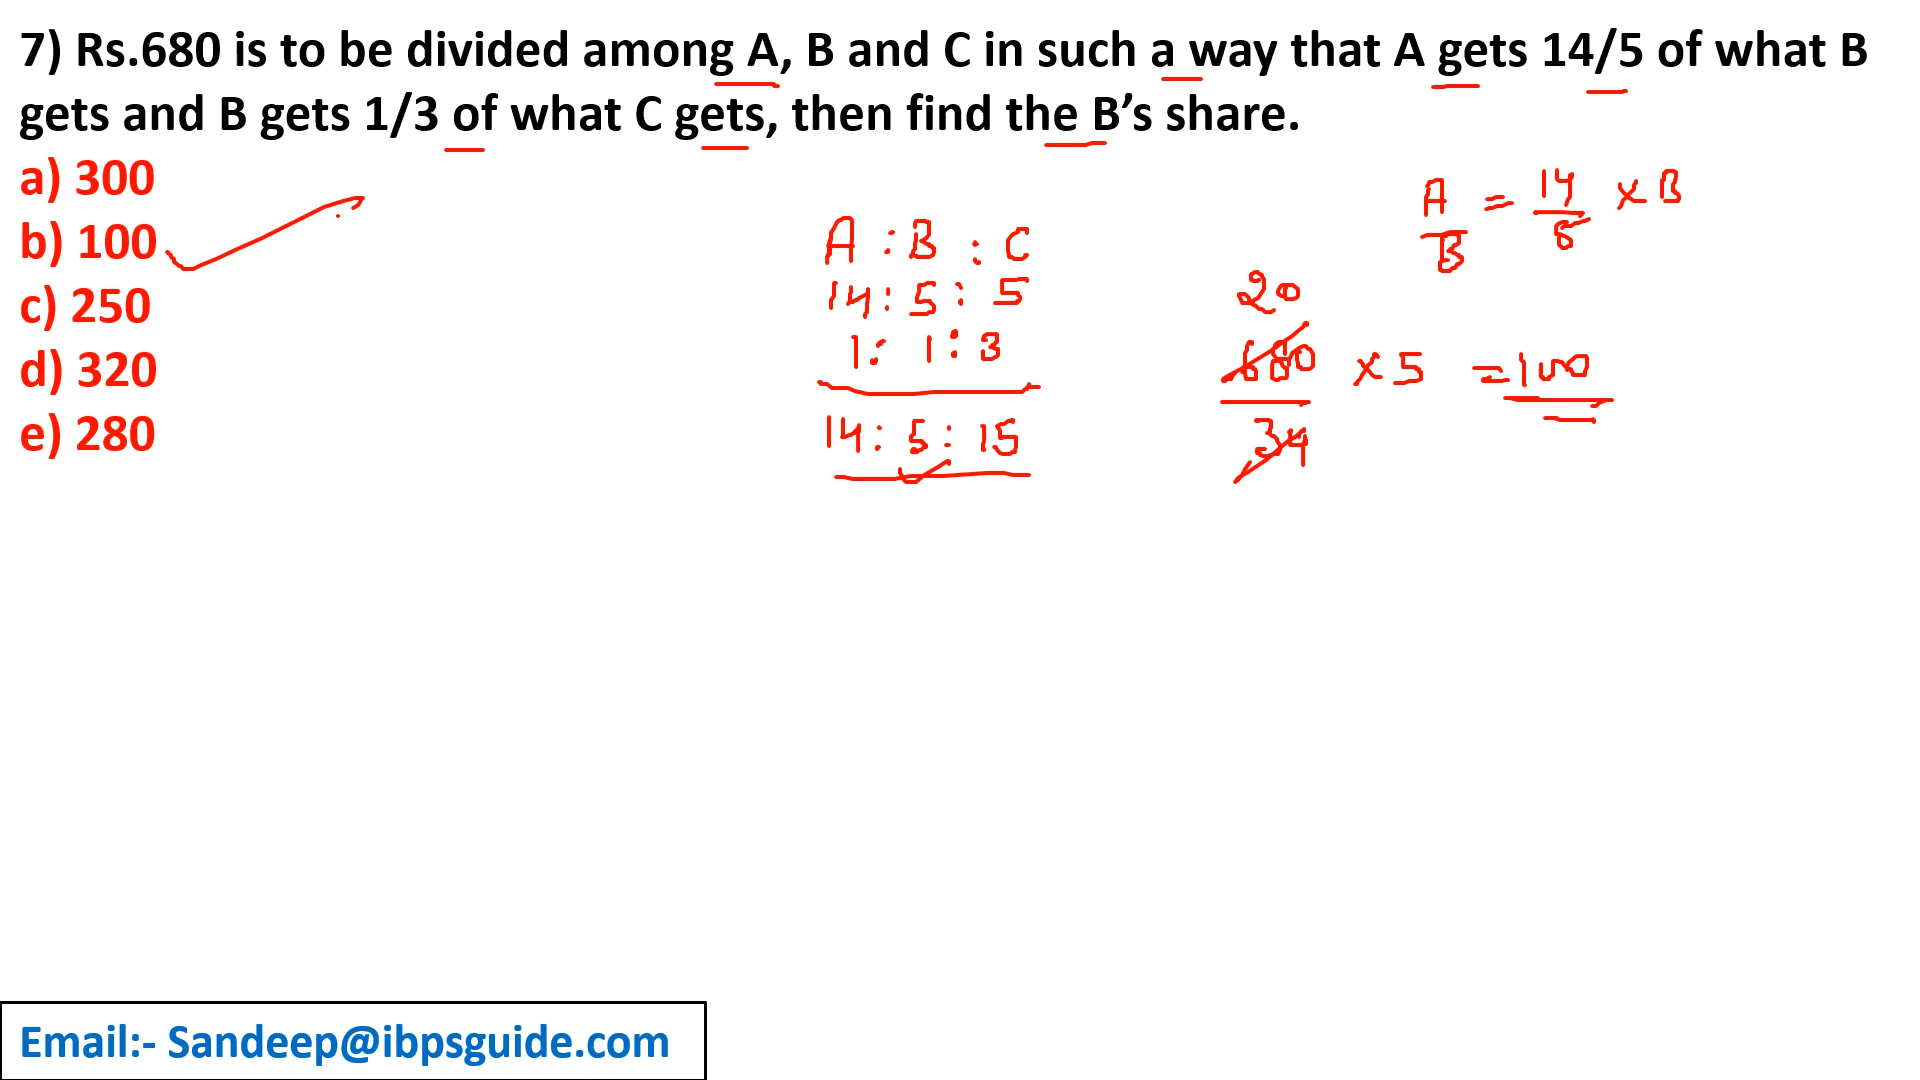 7) Rs.680 is to be divided among A, B and C in such a way that A gets 14/5 of what B
gets and B gets 1/3 of what C gets, then find the B’s share.
a) 300
b) 100
c) 250
d) 320
e) 280
A : B : C
14 : 5 : 5
1 : 1 : 3
14 : 5 : 15
A/B = 14/5 × B
20
680/34 × 5 = 100
Email:- Sandeep@ibpsguide.com